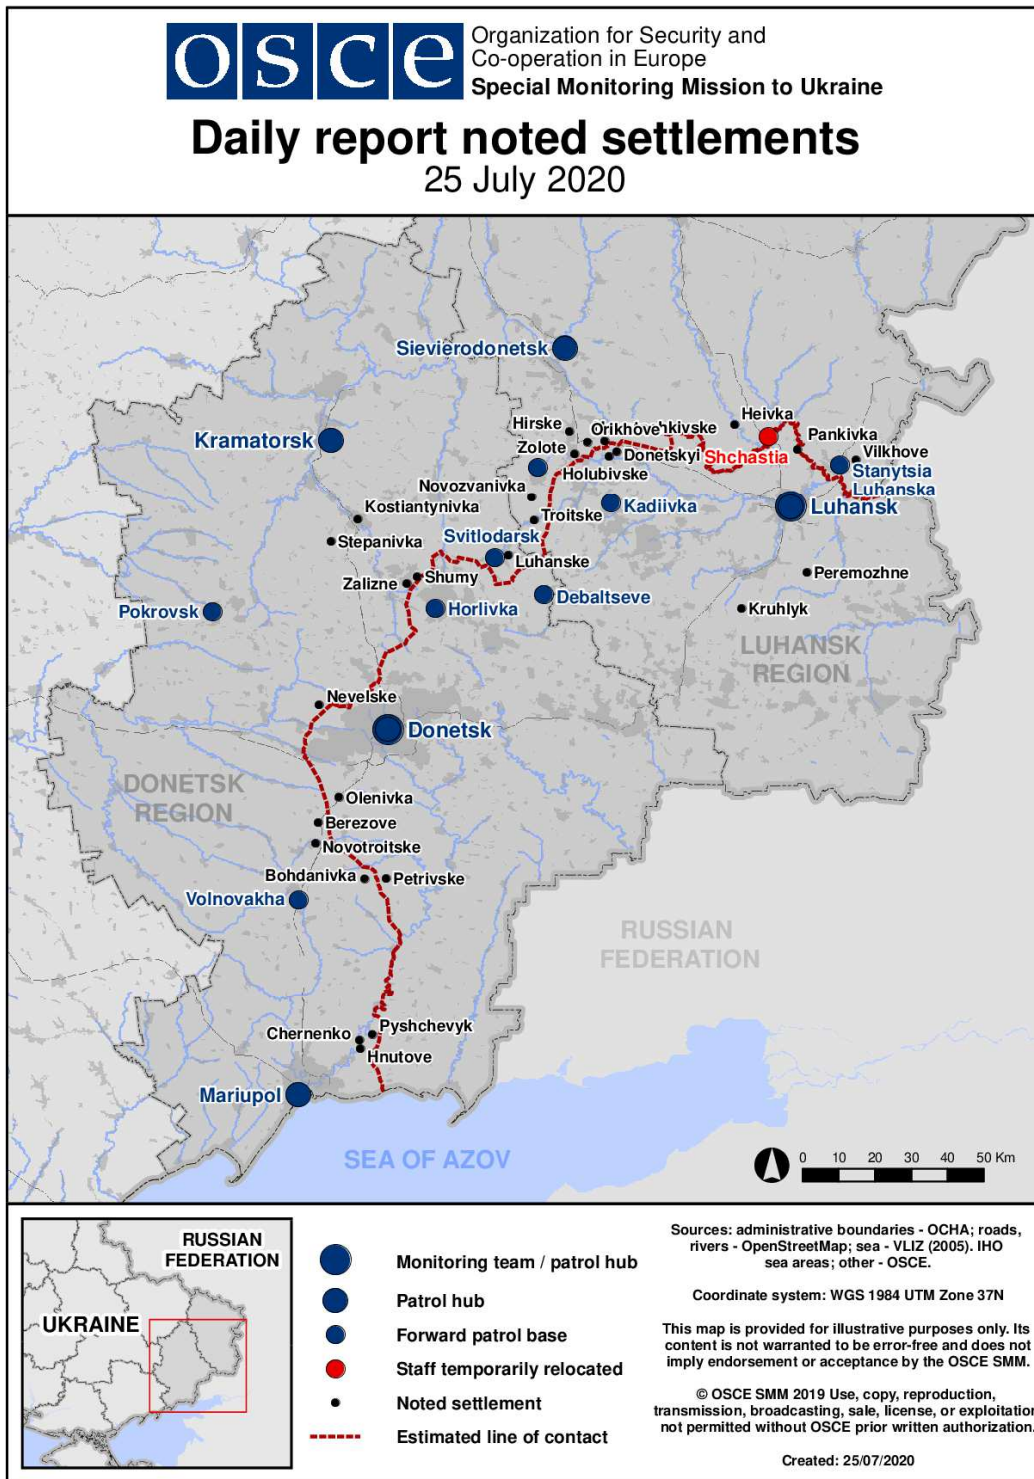 osce
Organization for Security and
Co-operation in Europe
Special Monitoring Mission to Ukraine
Daily report noted settlements
25 July 2020
Sievierodonetsk
Kramatorsk
Hirske
Orikhove
Heivka
Zolote
Donetskyi
Shchastia
Pankivka
Vilkhove
Holubivske
Stanytsia
Luhanska
Novozvanivka
Kadiivka
Luhansk
Kostiantynivka
Troitske
Stepanivka
Svitlodarsk
Luhanske
Zalizne
Shumy
Peremozhne
Pokrovsk
Horlivka
Debaltseve
Kruhlyk
LUHANSK
REGION
Nevelske
Donetsk
DONETSK
REGION
Olenivka
Berezove
Novotroitske
Bohdanivka
Petrivske
Volnovakha
RUSSIAN
FEDERATION
Chernenko
Pyshchevyk
Hnutove
Mariupol
SEA OF AZOV
0 10 20 30 40 50 Km
RUSSIAN
FEDERATION
UKRAINE
Monitoring team / patrol hub
Patrol hub
Forward patrol base
Staff temporarily relocated
Noted settlement
Estimated line of contact
Sources: administrative boundaries - OCHA; roads,
rivers - OpenStreetMap; sea - VLIZ (2005). IHO
sea areas; other - OSCE.
Coordinate system: WGS 1984 UTM Zone 37N
This map is provided for illustrative purposes only. Its
content is not warranted to be error-free and does not
imply endorsement or acceptance by the OSCE SMM.
© OSCE SMM 2019 Use, copy, reproduction,
transmission, broadcasting, sale, license, or exploitation
not permitted without OSCE prior written authorization.
Created: 25/07/2020